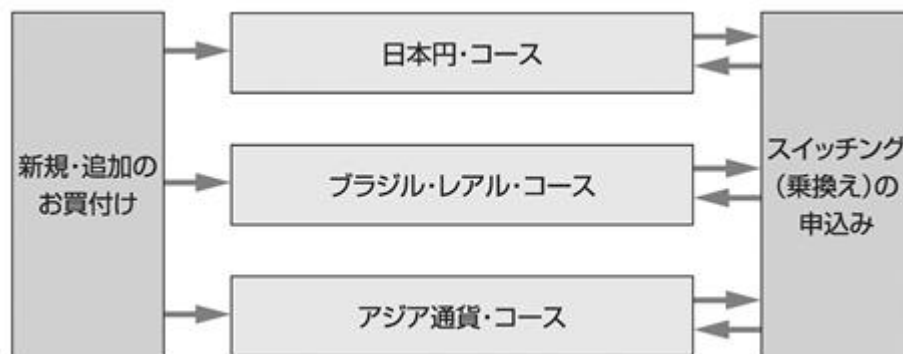 新規・追加の
お買付け
日本円・コース
ブラジル・レアル・コース
アジア通貨・コース
スイッチング
(乗換え)の
申込み